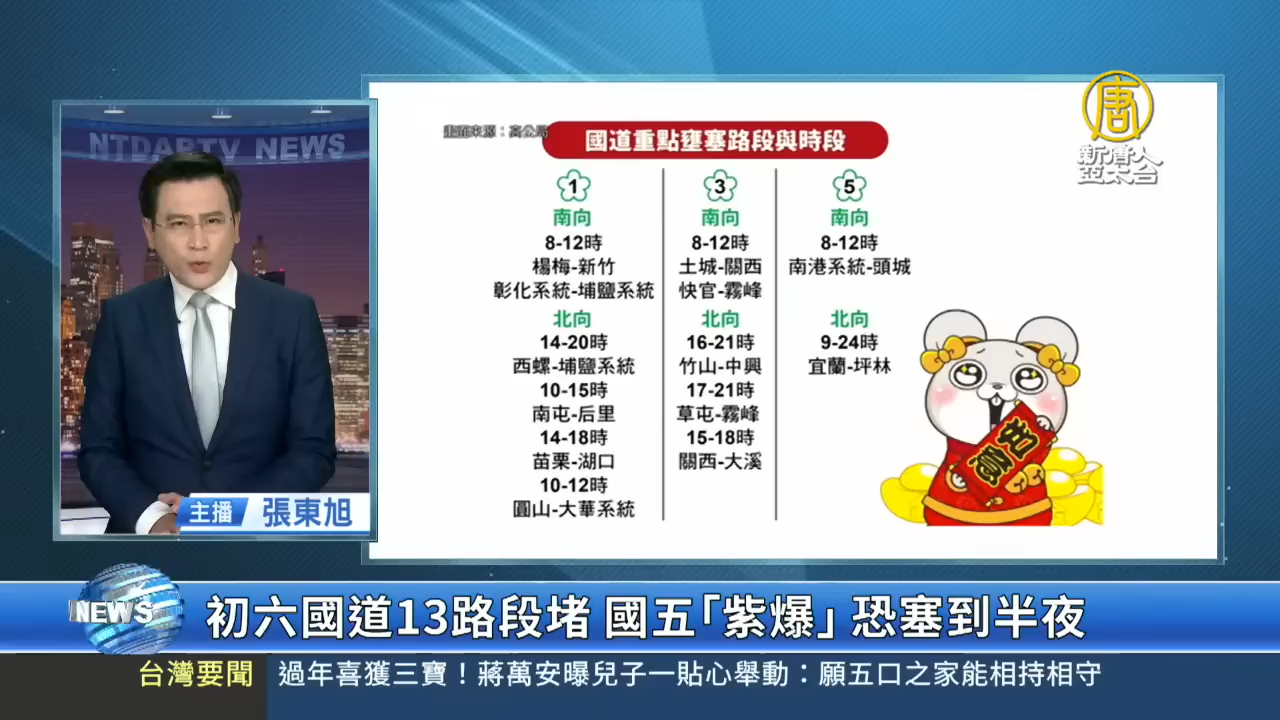 NTDAPTV NEWS
主播 張東旭
畫面來源：高公局
國道重點壅塞路段與時段
1
南向
8-12時
楊梅-新竹
彰化系統-埔鹽系統
北向
14-20時
西螺-埔鹽系統
10-15時
南屯-后里
14-18時
苗栗-湖口
10-12時
圓山-大華系統
3
南向
8-12時
土城-關西
快官-霧峰
北向
16-21時
竹山-中興
17-21時
草屯-霧峰
15-18時
關西-大溪
5
南向
8-12時
南港系統-頭城
北向
9-24時
宜蘭-坪林
如意
唐
新唐人
亞太台
NEWS
初六國道13路段堵 國五「紫爆」恐塞到半夜
台灣要聞 過年喜獲三寶！蔣萬安曝兒子一貼心舉動：願五口之家能相持相守